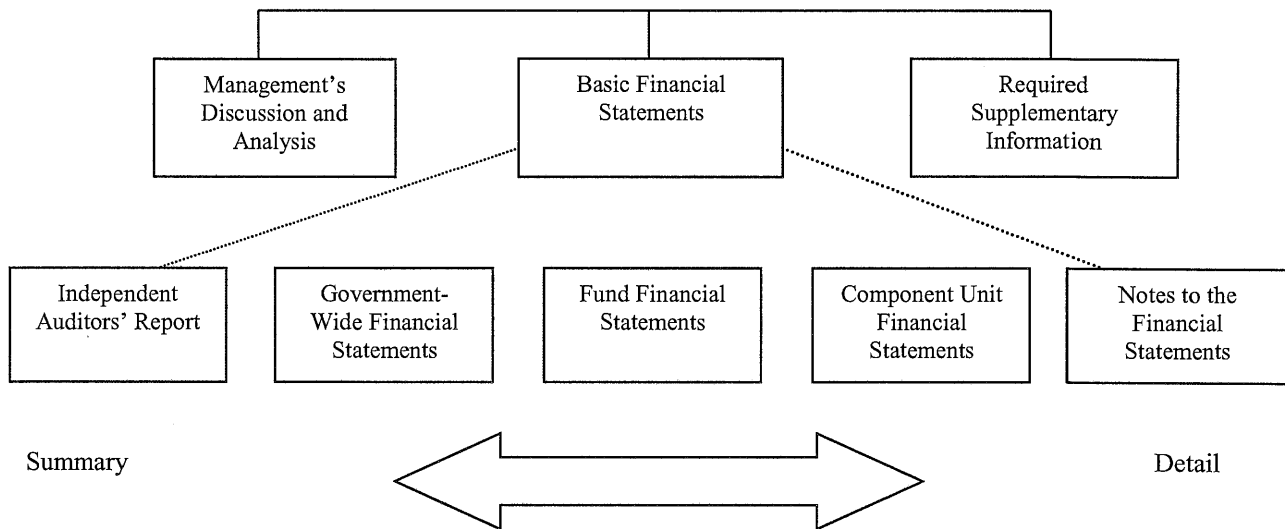 Management's
Discussion and
Analysis
Basic Financial
Statements
Required
Supplementary
Information
Independent
Auditors' Report
Government-
Wide Financial
Statements
Fund Financial
Statements
Component Unit
Financial
Statements
Notes to the
Financial
Statements
Summary
Detail